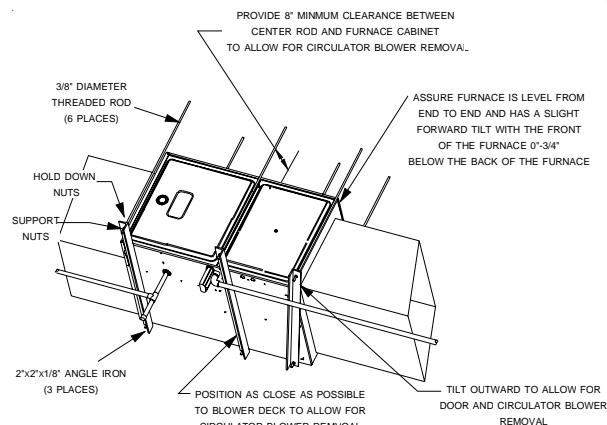 PROVIDE 8" MINMUM CLEARANCE BETWEEN
CENTER ROD AND FURNACE CABINET
TO ALLOW FOR CIRCULATOR BLOWER REMOVAL.
3/8" DIAMETER
THREADED ROD
(6 PLACES)
ASSURE FURNACE IS LEVEL FROM
END TO END AND HAS A SLIGHT
FORWARD TILT WITH THE FRONT
OF THE FURNACE 0"-3/4"
BELOW THE BACK OF THE FURNACE
HOLD DOWN
NUTS
SUPPORT
NUTS
2"x2"x1/8" ANGLE IRON
(3 PLACES)
POSITION AS CLOSE AS POSSIBLE
TO BLOWER DECK TO ALLOW FOR
CIRCULATOR BLOWER REMVOAL
TILT OUTWARD TO ALLOW FOR
DOOR AND CIRCULATOR BLOWER
REMOVAL